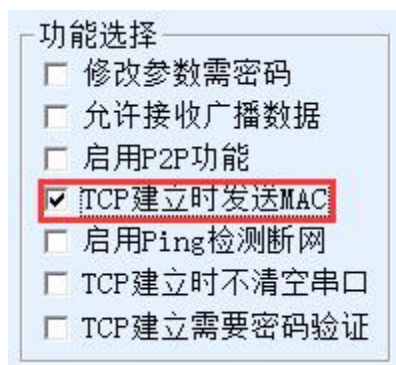 功能选择
修改参数需密码
允许接收广播数据
启用P2P功能
TCP建立时发送MAC
启用Ping检测断网
TCP建立时不清空串口
TCP建立需要密码验证